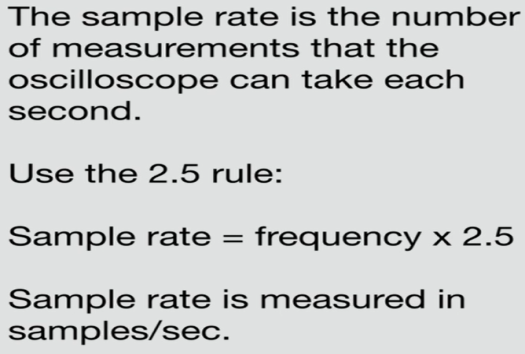 The sample rate is the number
of measurements that the
oscilloscope can take each
second.
Use the 2.5 rule:
Sample rate = frequency x 2.5
Sample rate is measured in
samples/sec.